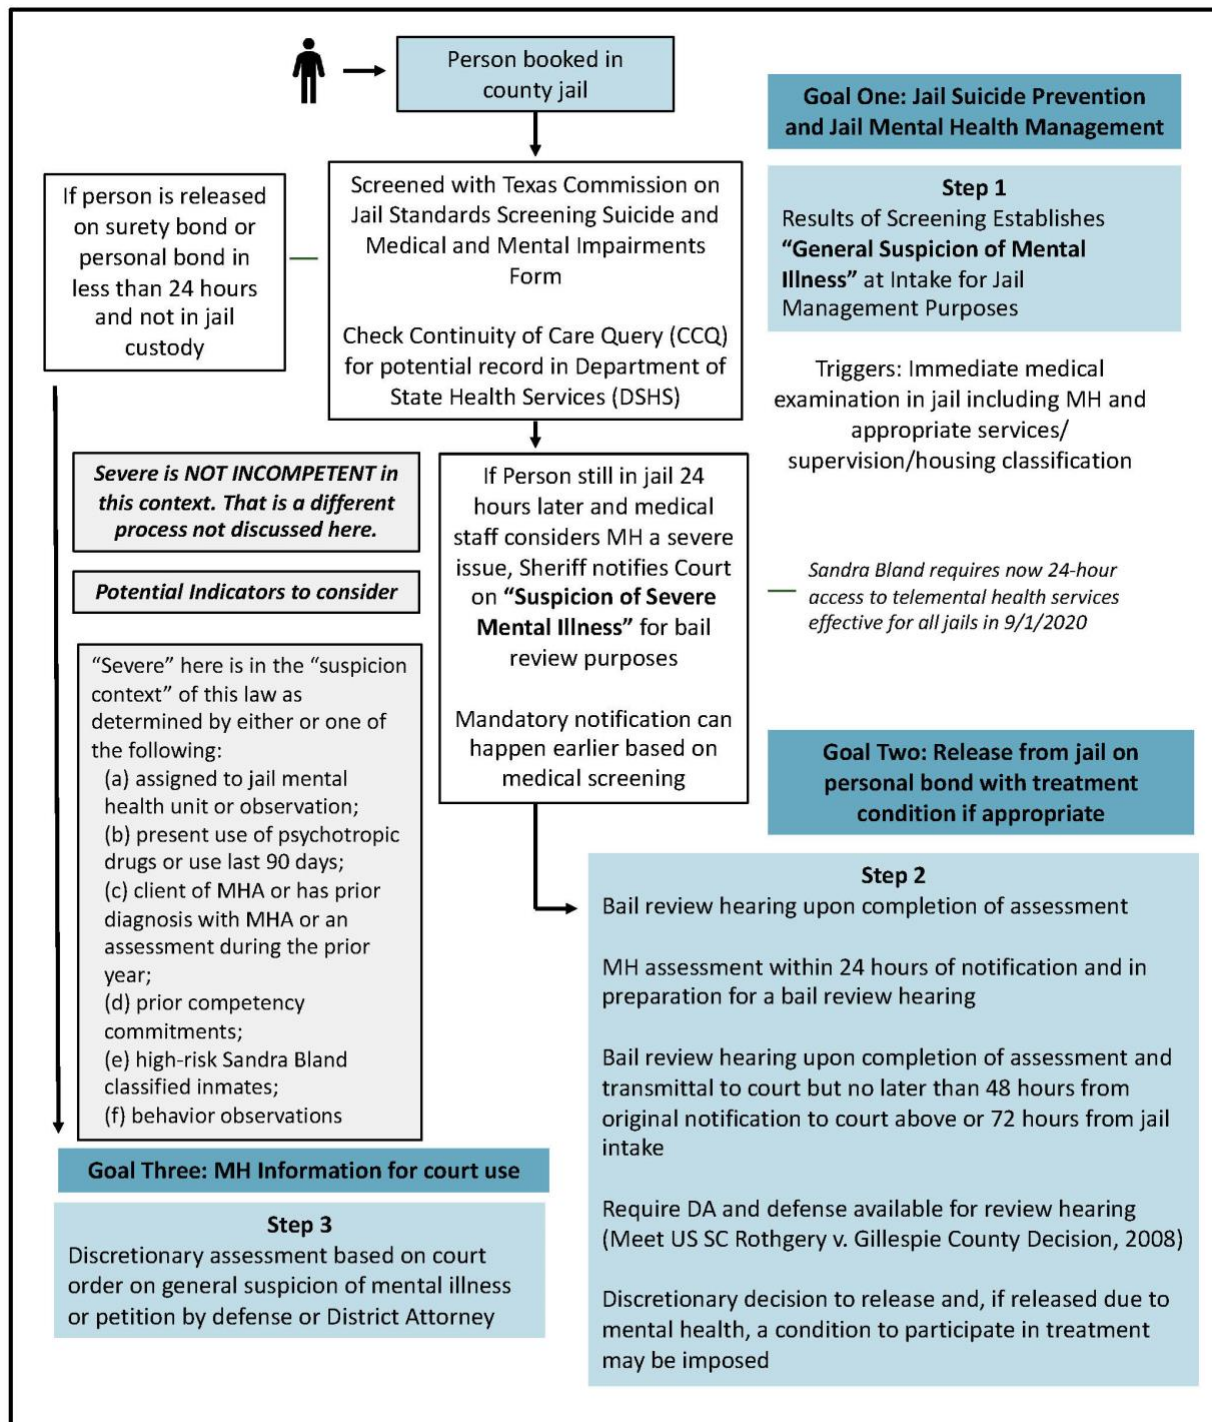 Person booked in
county jail
Goal One: Jail Suicide Prevention
and Jail Mental Health Management
If person is released
on surety bond or
personal bond in
less than 24 hours
and not in jail
custody
Screened with Texas Commission on
Jail Standards Screening Suicide and
Medical and Mental Impairments
Form
Check Continuity of Care Query (CCQ)
for potential record in Department of
State Health Services (DSHS)
Step 1
Results of Screening Establishes
“General Suspicion of Mental
Illness” at Intake for Jail
Management Purposes
Triggers: Immediate medical
examination in jail including MH and
appropriate services/
supervision/housing classification
Severe is NOT INCOMPETENT in
this context. That is a different
process not discussed here.
If Person still in jail 24
hours later and medical
staff considers MH a severe
issue, Sheriff notifies Court
on “Suspicion of Severe
Mental Illness” for bail
review purposes
Mandatory notification can
happen earlier based on
medical screening
Sandra Bland requires now 24-hour
access to telemental health services
effective for all jails in 9/1/2020
Potential Indicators to consider
“Severe” here is in the “suspicion
context” of this law as
determined by either or one of
the following:
(a) assigned to jail mental
health unit or observation;
(b) present use of psychotropic
drugs or use last 90 days;
(c) client of MHA or has prior
diagnosis with MHA or an
assessment during the prior
year;
(d) prior competency
commitments;
(e) high-risk Sandra Bland
classified inmates;
(f) behavior observations
Goal Two: Release from jail on
personal bond with treatment
condition if appropriate
Step 2
Bail review hearing upon completion of assessment
MH assessment within 24 hours of notification and in
preparation for a bail review hearing
Bail review hearing upon completion of assessment and
transmittal to court but no later than 48 hours from
original notification to court above or 72 hours from jail
intake
Require DA and defense available for review hearing
(Meet US SC Rothgery v. Gillespie County Decision, 2008)
Discretionary decision to release and, if released due to
mental health, a condition to participate in treatment
may be imposed
Goal Three: MH Information for court use
Step 3
Discretionary assessment based on court
order on general suspicion of mental illness
or petition by defense or District Attorney